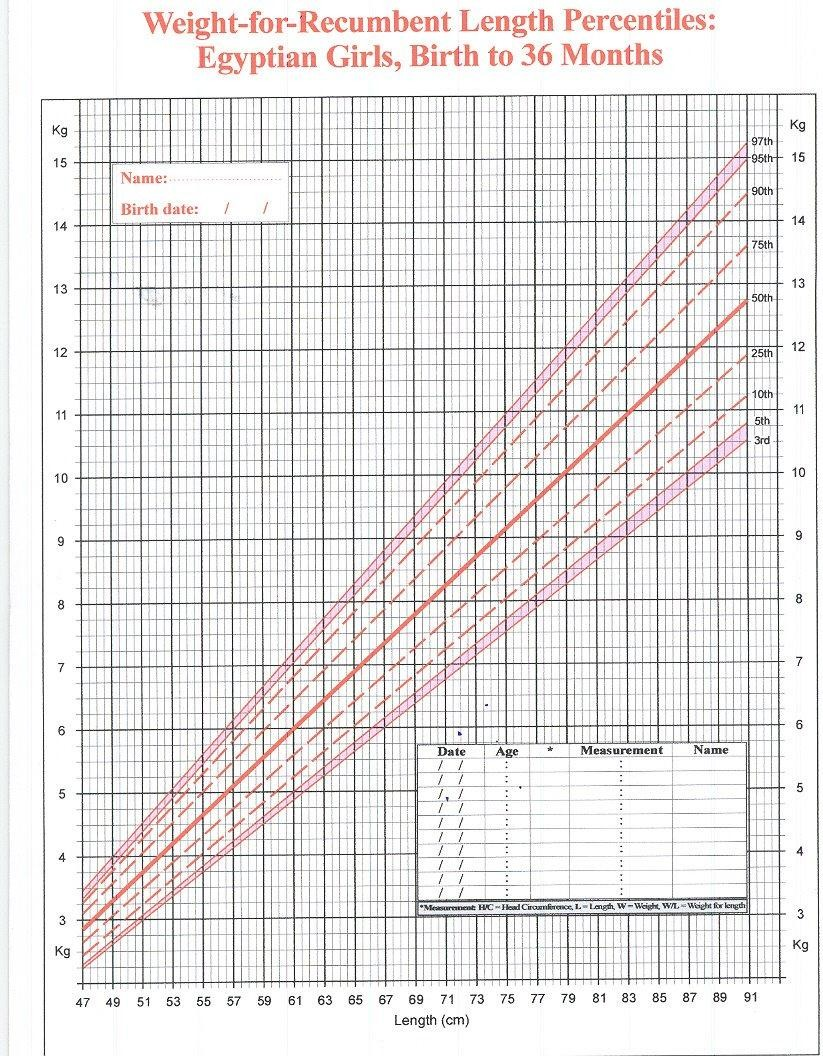 Weight-for-Recumbent Length Percentiles:
Egyptian Girls, Birth to 36 Months
Kg
Kg
97th
95th
15
15
Name:
90th
Birth date: / /
14
14
75th
13
13
50th
12
12
25th
10th
11
11
5th
3rd
10
10
9
9
8
8
7
7
6
6
Date Age * Measurement Name
/ / :  :
/ / :  :
5
5
/ / :  :
/ / :  :
/ / :  :
/ / :  :
4
4
/ / :  :
/ / :  :
/ / :  :
/ / :  :
*Measurement: H/C = Head Circumference, L = Length, W = Weight, W/L = Weight for length
3
3
Kg
Kg
47 49 51 53 55 57 59 61 63 65 67 69 71 73 75 77 79 81 83 85 87 89 91
Length (cm)